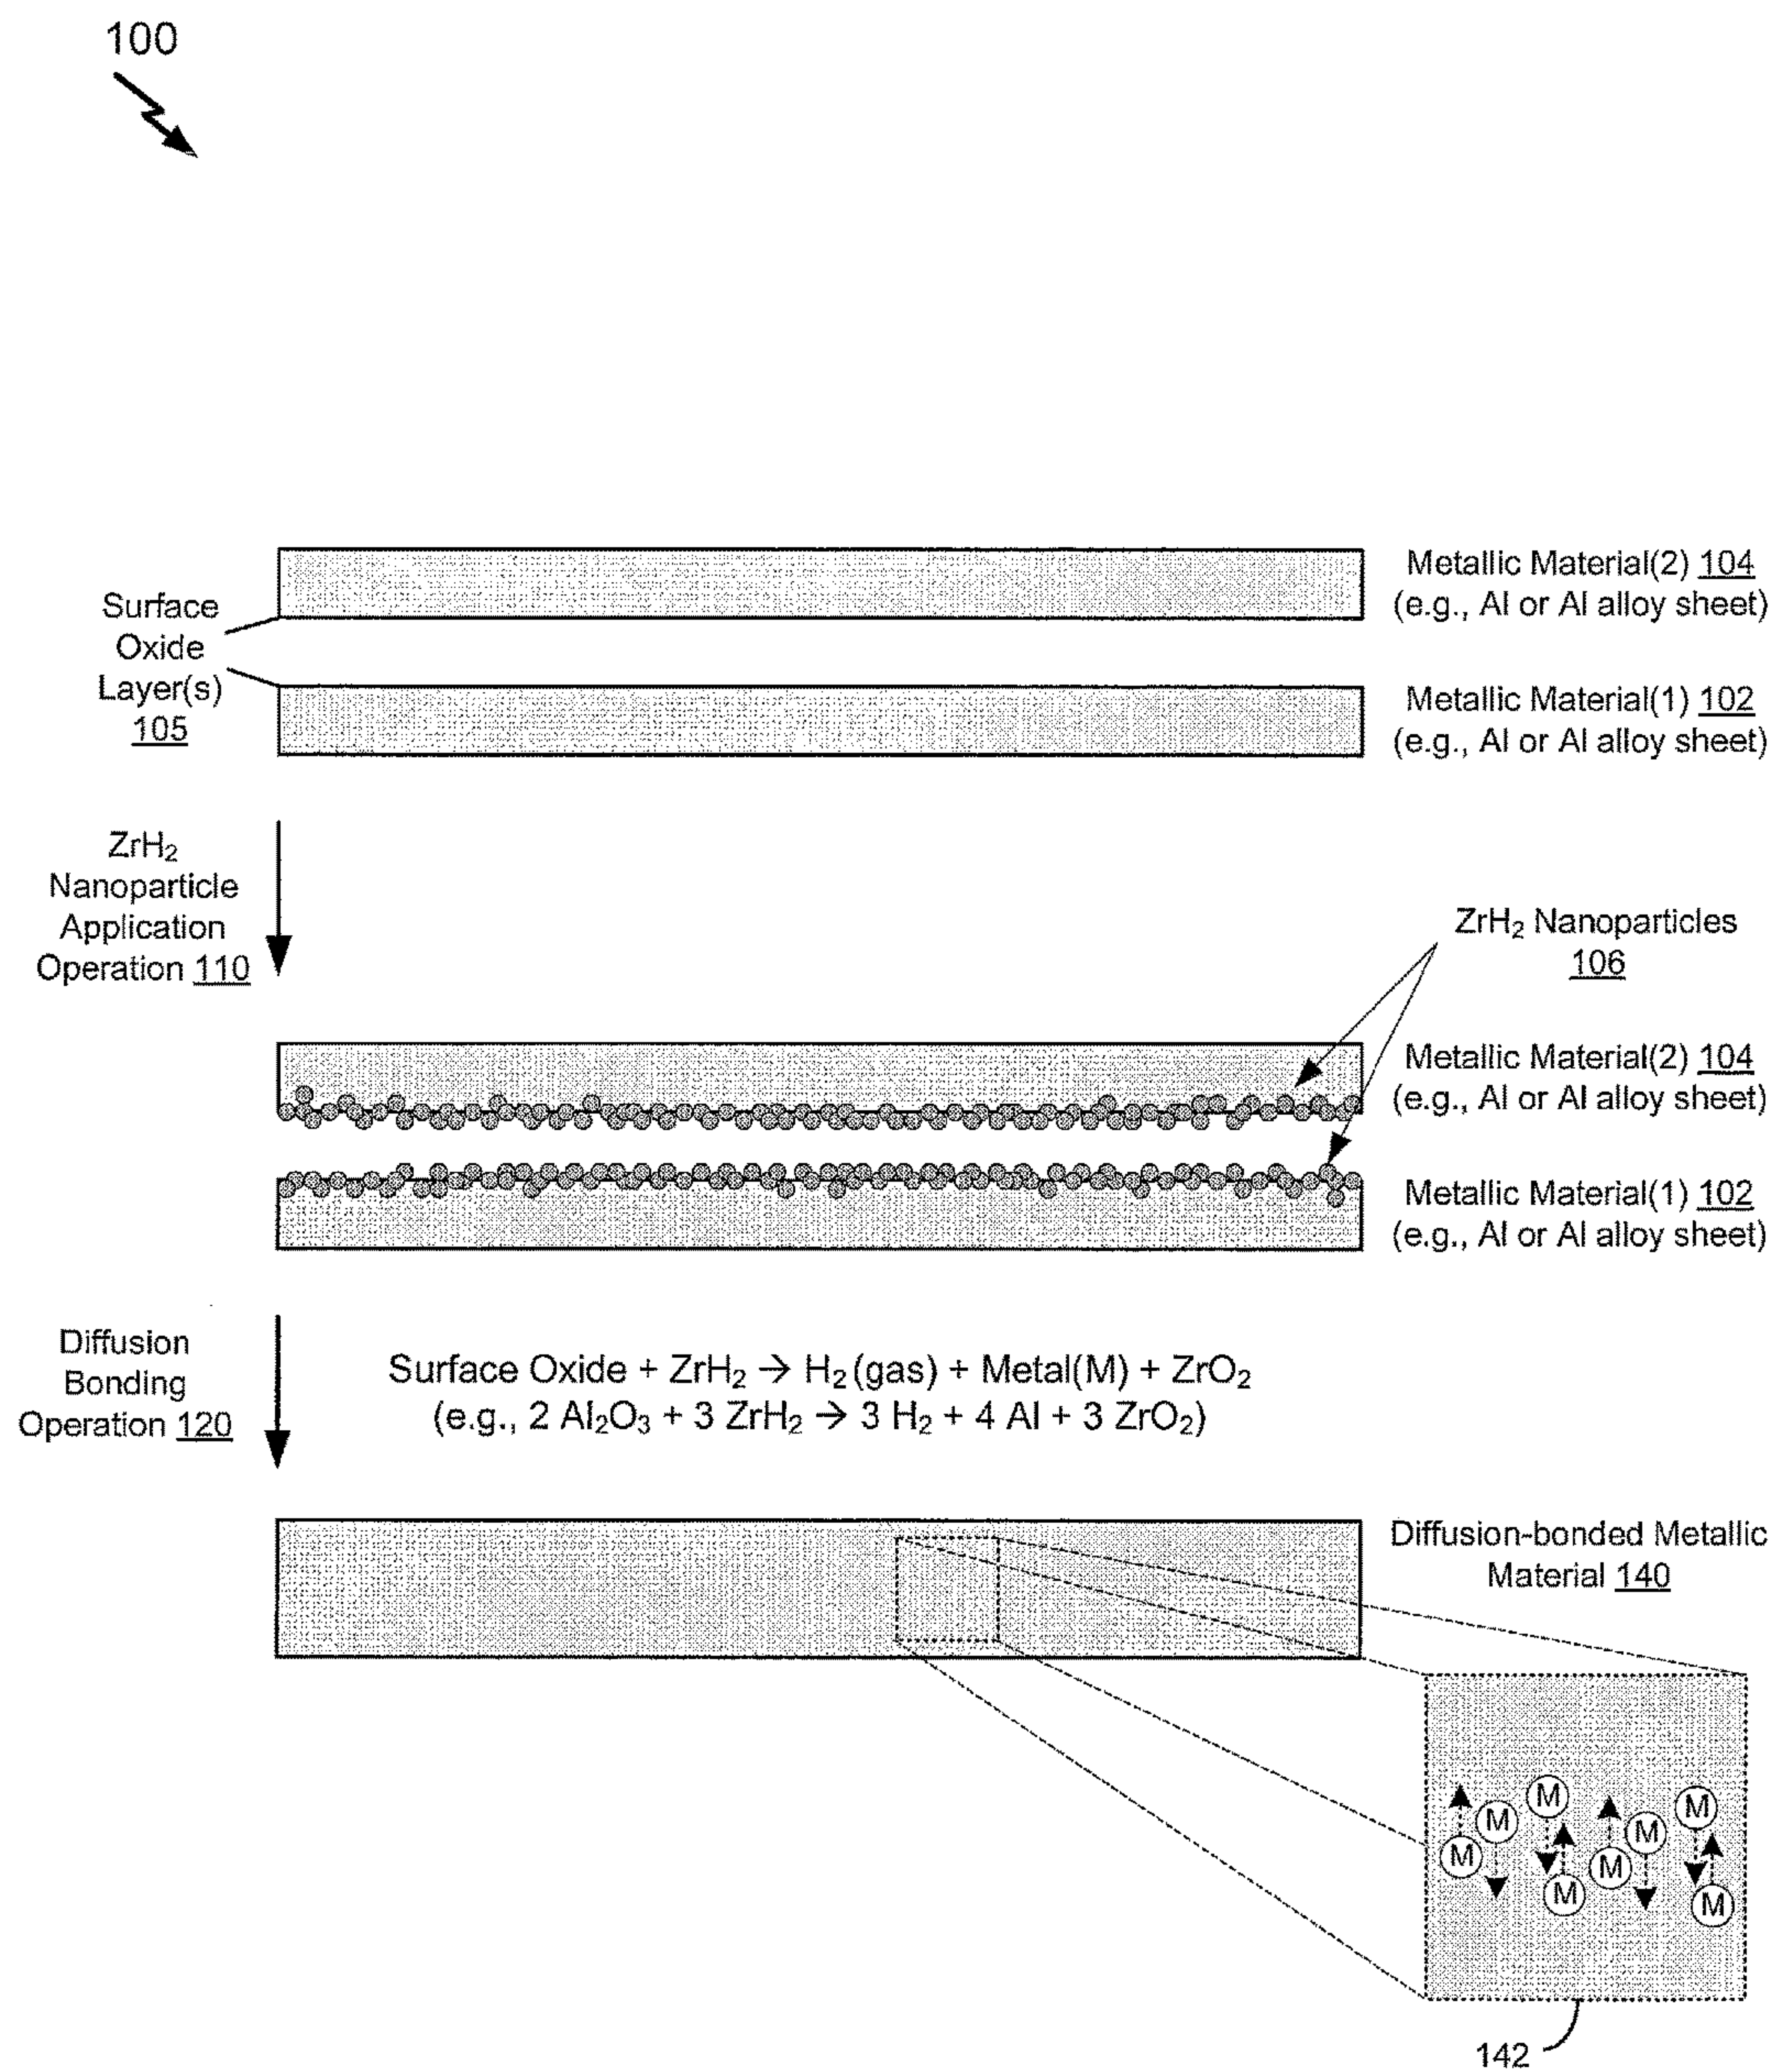 100
Metallic Material(2) 104
(e.g., Al or Al alloy sheet)
Surface
Oxide
Layer(s)
105
Metallic Material(1) 102
(e.g., Al or Al alloy sheet)
ZrH₂
Nanoparticle
Application
Operation 110
ZrH₂ Nanoparticles
106
Metallic Material(2) 104
(e.g., Al or Al alloy sheet)
Metallic Material(1) 102
(e.g., Al or Al alloy sheet)
Diffusion
Bonding
Operation 120
Surface Oxide + ZrH₂ → H₂ (gas) + Metal(M) + ZrO₂
(e.g., 2 Al₂O₃ + 3 ZrH₂ → 3 H₂ + 4 Al + 3 ZrO₂)
Diffusion-bonded Metallic
Material 140
M M M M M M M M
142